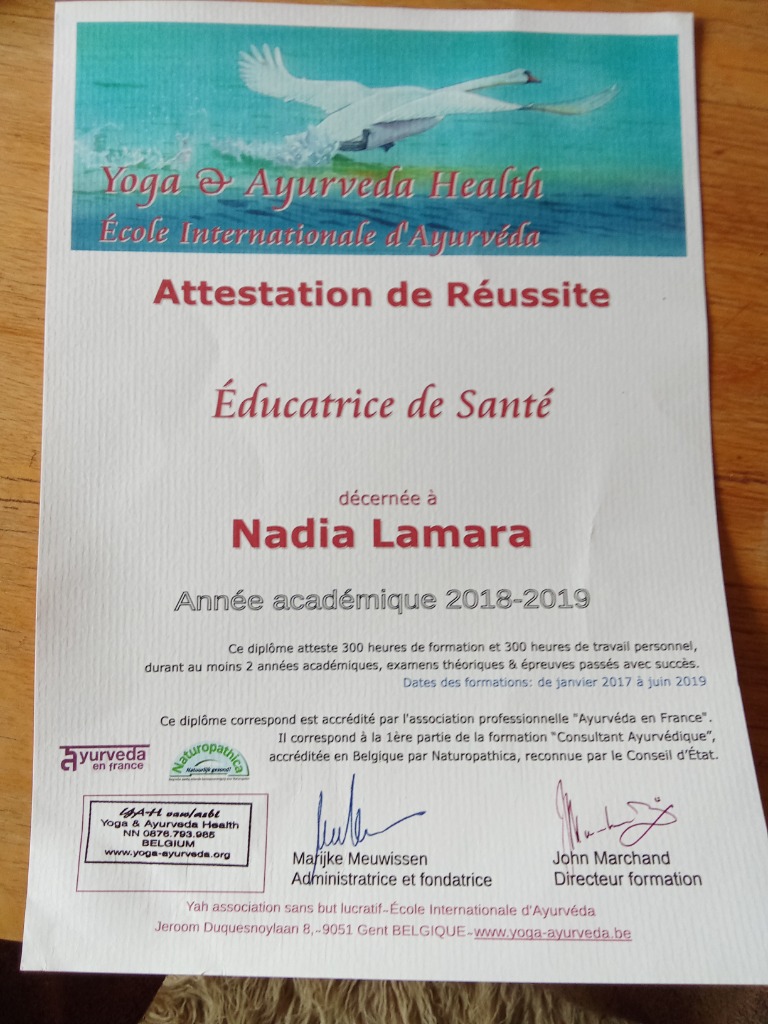 Yoga & Ayurveda Health
École Internationale d'Ayurvéda
Attestation de Réussite
Éducatrice de Santé
décernée à
Nadia Lamara
Année académique 2018-2019
Ce diplôme atteste 300 heures de formation et 300 heures de travail personnel,
durant au moins 2 années académiques, examens théoriques & épreuves passés avec succès.
Dates des formations: de janvier 2017 à juin 2019
Ce diplôme correspond est accrédité par l'association professionnelle "Ayurvéda en France".
Il correspond à la 1ère partie de la formation "Consultant Ayurvédique",
accréditée en Belgique par Naturopathica, reconnue par le Conseil d'État.
ayurveda
en france
Naturopathica
Natuurlijk gezond!
YAH vzw/asbl
Yoga & Ayurveda Health
NN 0876.793.985
BELGIUM
www.yoga-ayurveda.org
Marijke Meuwissen
Administratrice et fondatrice
John Marchand
Directeur formation
Yah association sans but lucratif-École Internationale d'Ayurvéda
Jeroom Duquesnoylaan 8,-9051 Gent BELGIQUE-www.yoga-ayurveda.be